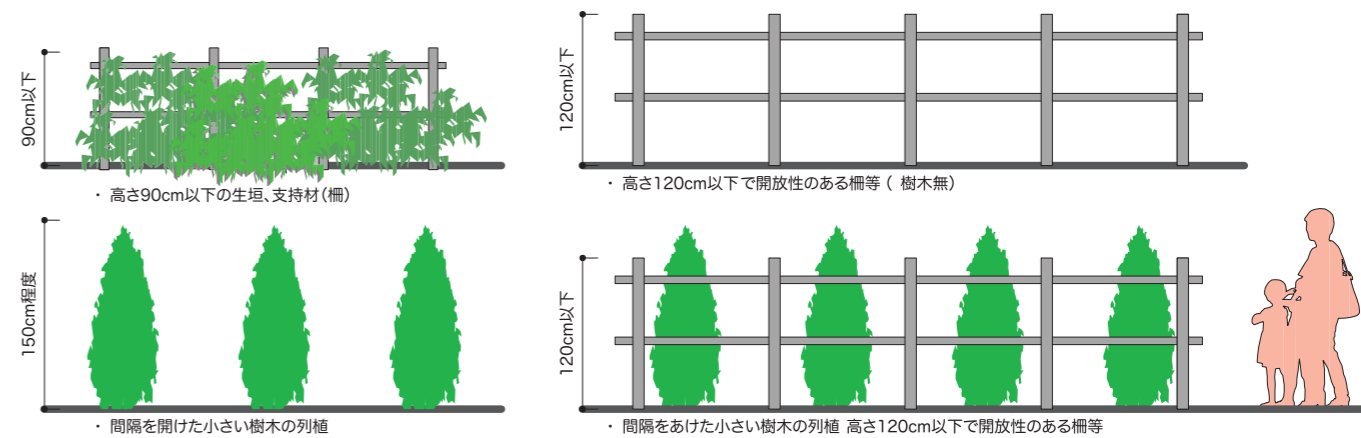 90cm以下
・ 高さ90cm以下の生垣、支持材(柵)
120cm以下
・ 高さ120cm以下で開放性のある柵等 ( 樹木無)
150cm程度
・ 間隔を開けた小さい樹木の列植
120cm以下
・ 間隔をあけた小さい樹木の列植 高さ120cm以下で開放性のある柵等